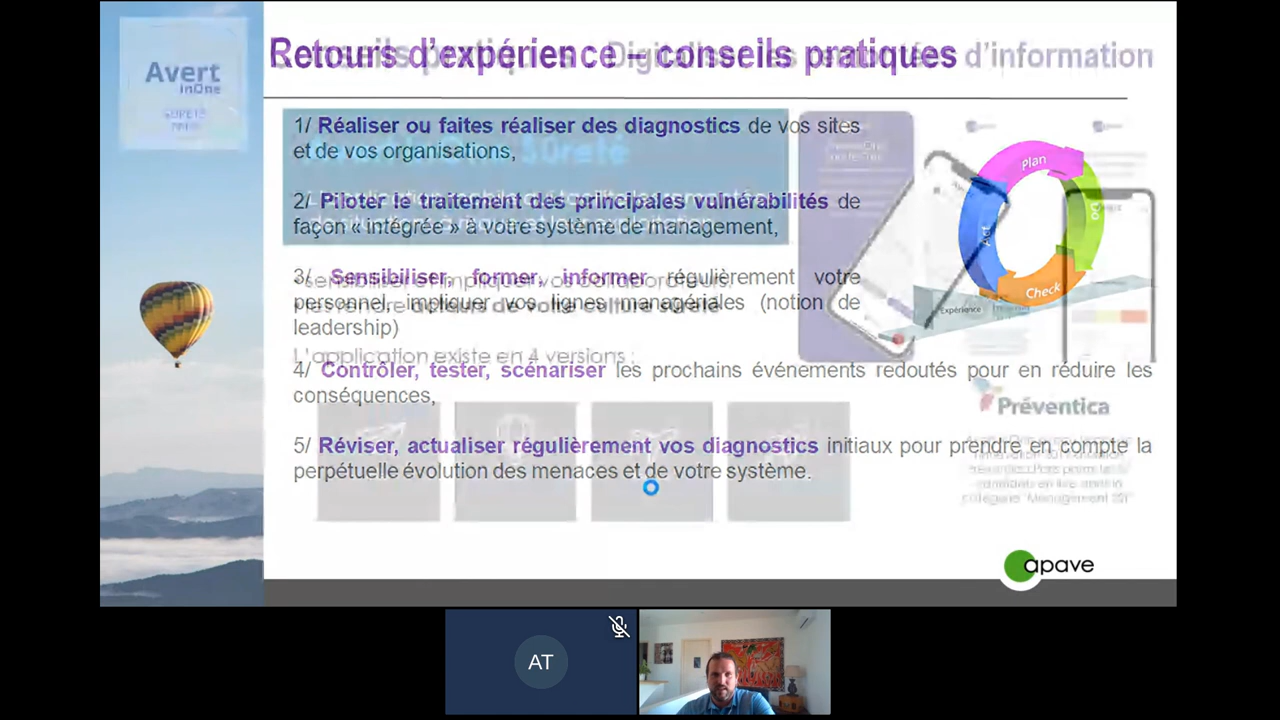 Avert
inOne
Retours d'expérience – conseils pratiques d'information
1/ Réaliser ou faites réaliser des diagnostics de vos sites
et de vos organisations,
2/ Piloter le traitement des principales vulnérabilités de
façon « intégrée » à votre système de management,
3/ Sensibiliser, former, informer régulièrement votre
personnel, impliquer vos lignes managériales (notion de
leadership)
L'application existe en 4 versions :
4/ Contrôler, tester, scénariser les prochains événements redoutés pour en réduire les
conséquences,
5/ Réviser, actualiser régulièrement vos diagnostics initiaux pour prendre en compte la
perpétuelle évolution des menaces et de votre système.
Plan
Do
Check
Act
Expérience
Préventica
apave
AT